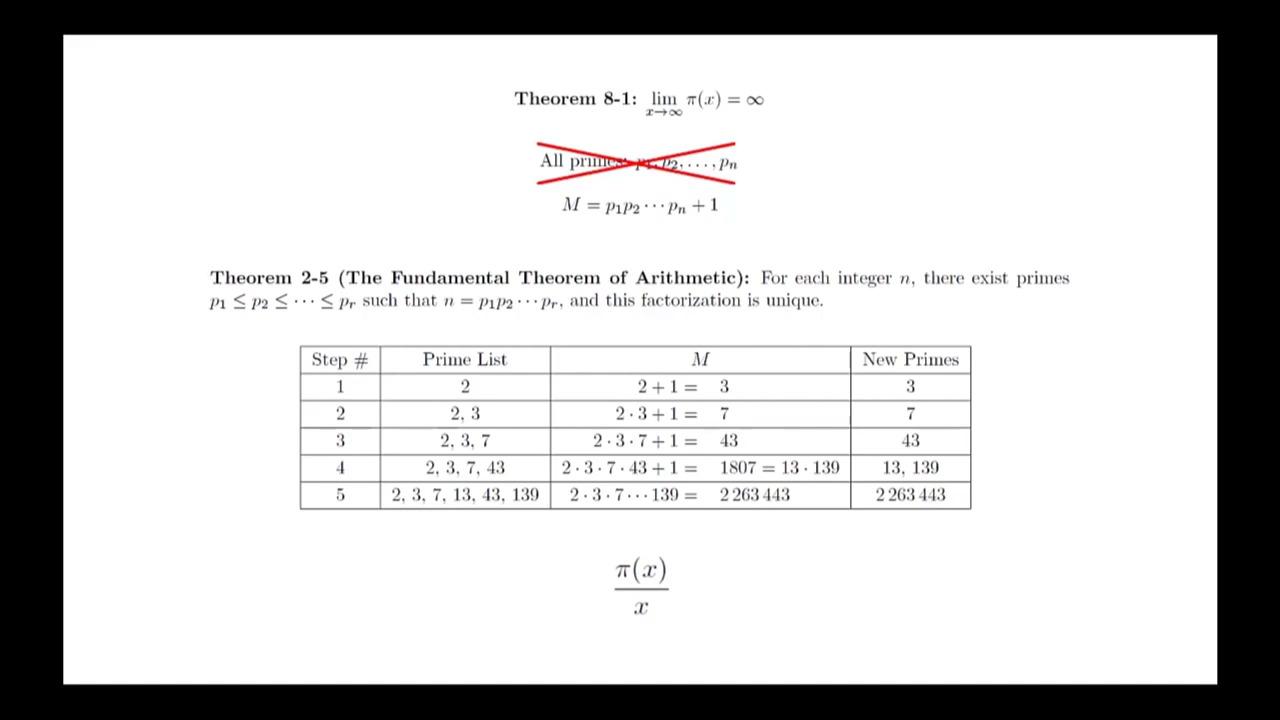 Theorem 8-1: lim π(x) = ∞
x→∞
All primes: p1, p2, . . . , pn
M = p1p2 · · · pn + 1
Theorem 2-5 (The Fundamental Theorem of Arithmetic): For each integer n, there exist primes
p1 ≤ p2 ≤ · · · ≤ pr such that n = p1p2 · · · pr, and this factorization is unique.
Step # Prime List M New Primes
1 2 2 + 1 = 3 3
2 2, 3 2 · 3 + 1 = 7 7
3 2, 3, 7 2 · 3 · 7 + 1 = 43 43
4 2, 3, 7, 43 2 · 3 · 7 · 43 + 1 = 1807 = 13 · 139 13, 139
5 2, 3, 7, 13, 43, 139 2 · 3 · 7 · · · 139 = 2 263 443 2 263 443
π(x)
x